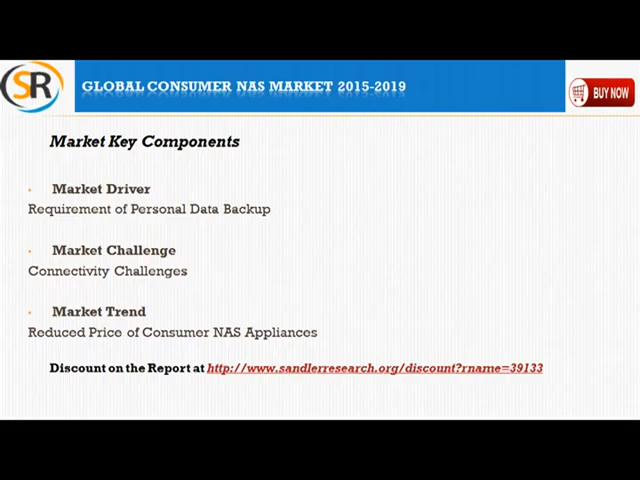 SR
GLOBAL CONSUMER NAS MARKET 2015-2019
BUY NOW
Market Key Components
• Market Driver
Requirement of Personal Data Backup
• Market Challenge
Connectivity Challenges
• Market Trend
Reduced Price of Consumer NAS Appliances
Discount on the Report at http://www.sandlerresearch.org/discount?rname=39133